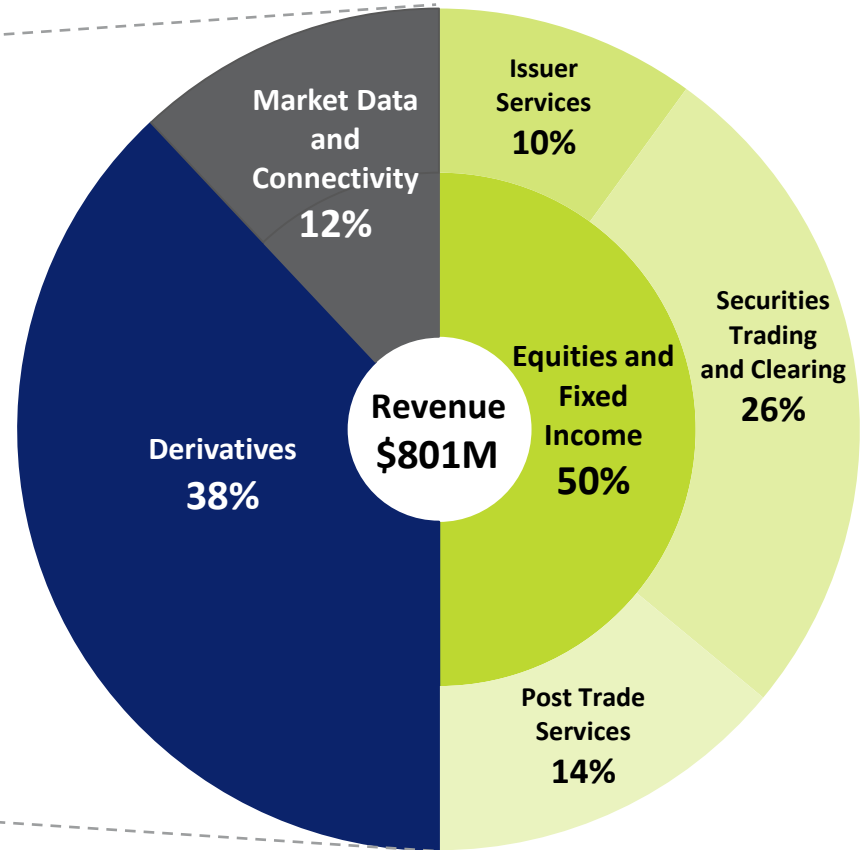 Issuer
Services
10%
Market Data
and
Connectivity
12%
Securities
Trading
and Clearing
26%
Equities and
Fixed
Income
50%
Revenue
$801M
Derivatives
38%
Post Trade
Services
14%